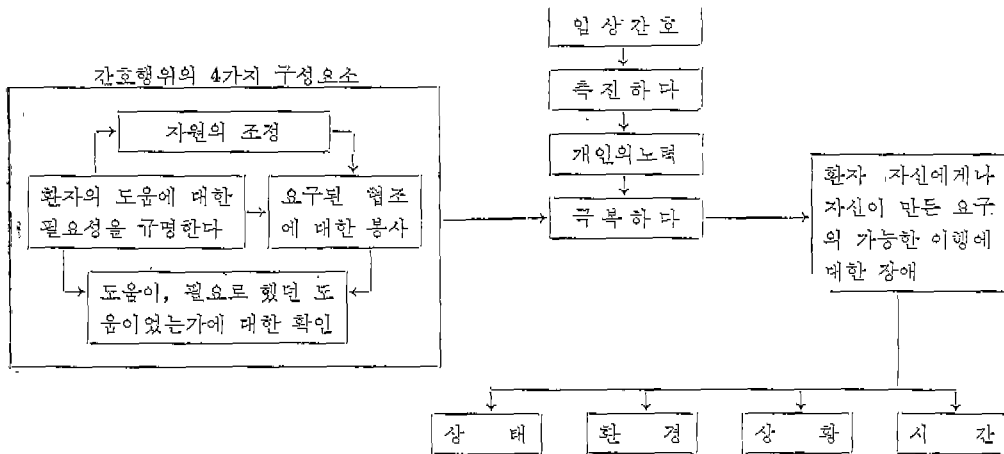 간호행위의 4가지 구성요소
자원의 조정
환자의 도움에 대한
필요성을 규명한다
요구된 협조
에 대한 봉사
도움이, 필요로 했던 도
움이었는가에 대한 확인
임상간호
촉진하다
개인의노력
극복하다
환자 자신에게나
자신이 만든 요구
의 가능한 이행에
대한 장애
상 태
환 경
상 황
시 간